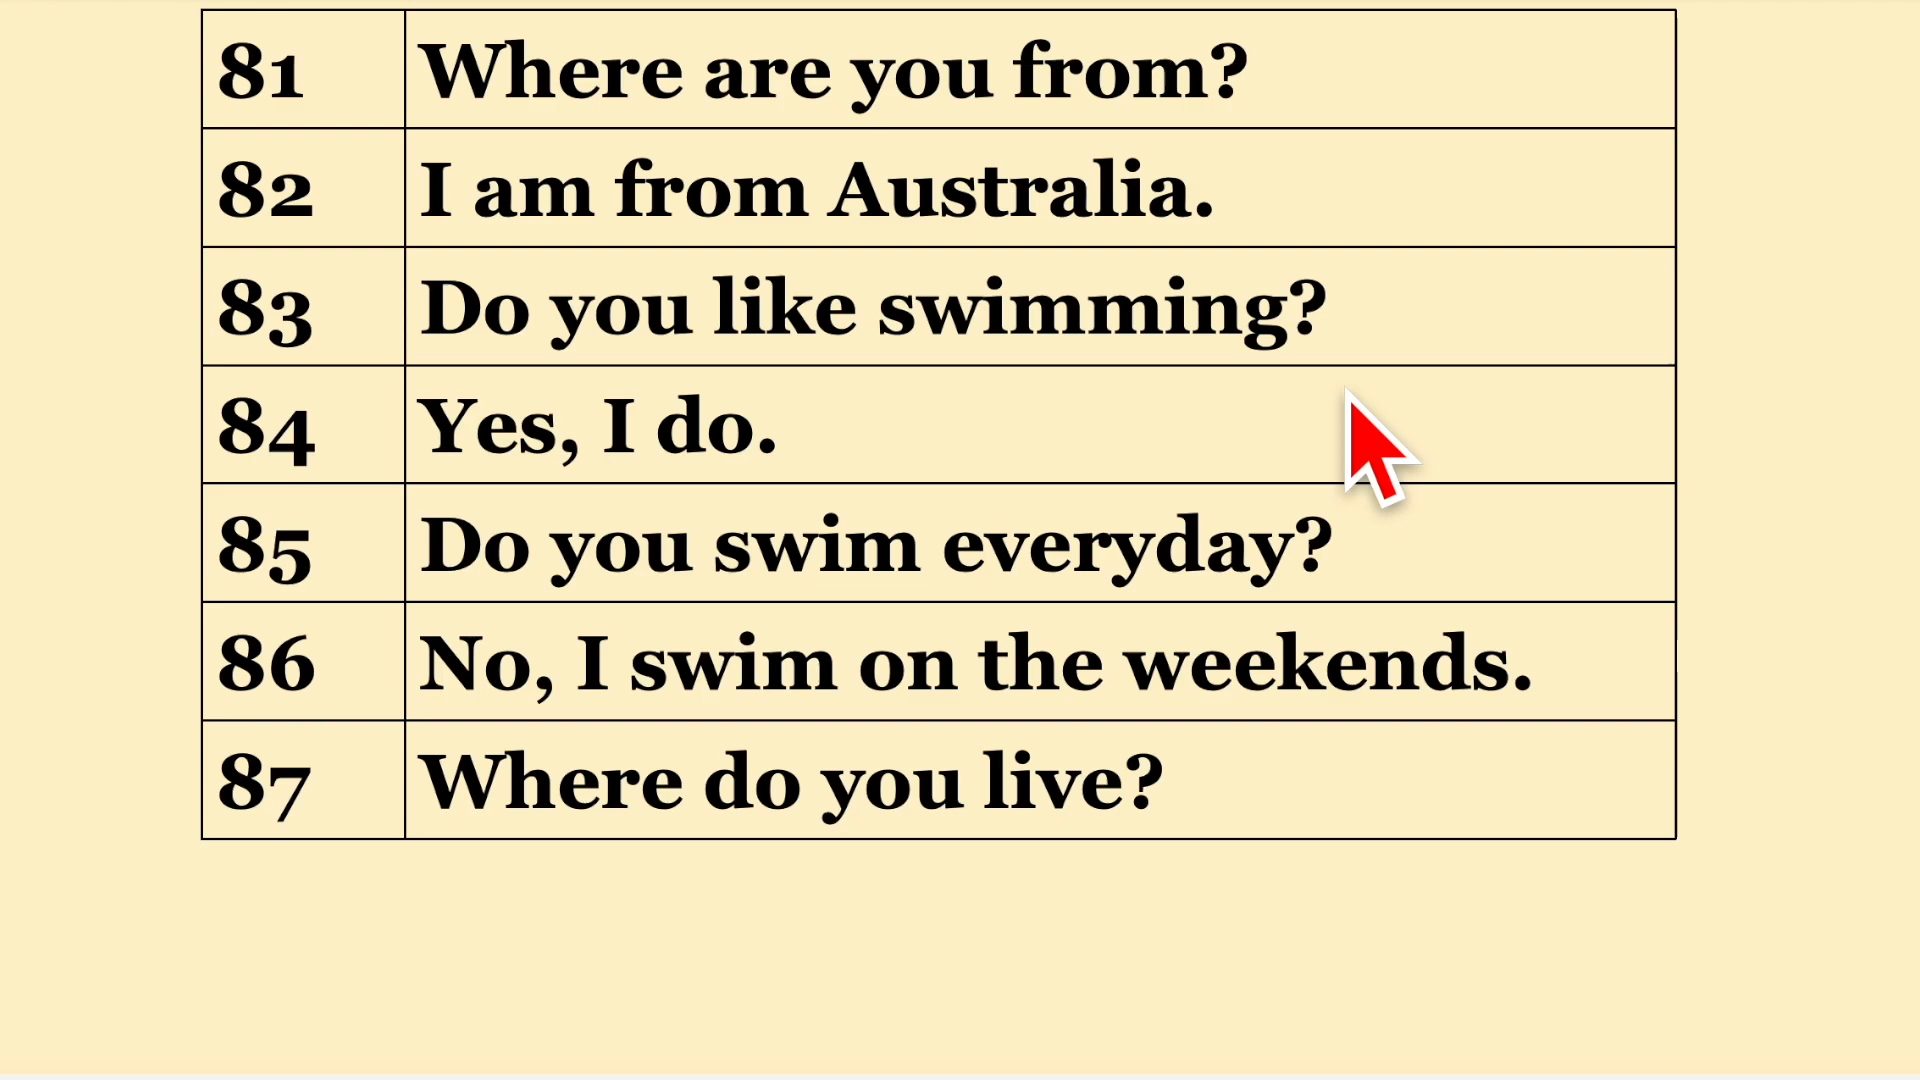 81 Where are you from?
82 I am from Australia.
83 Do you like swimming?
84 Yes, I do.
85 Do you swim everyday?
86 No, I swim on the weekends.
87 Where do you live?